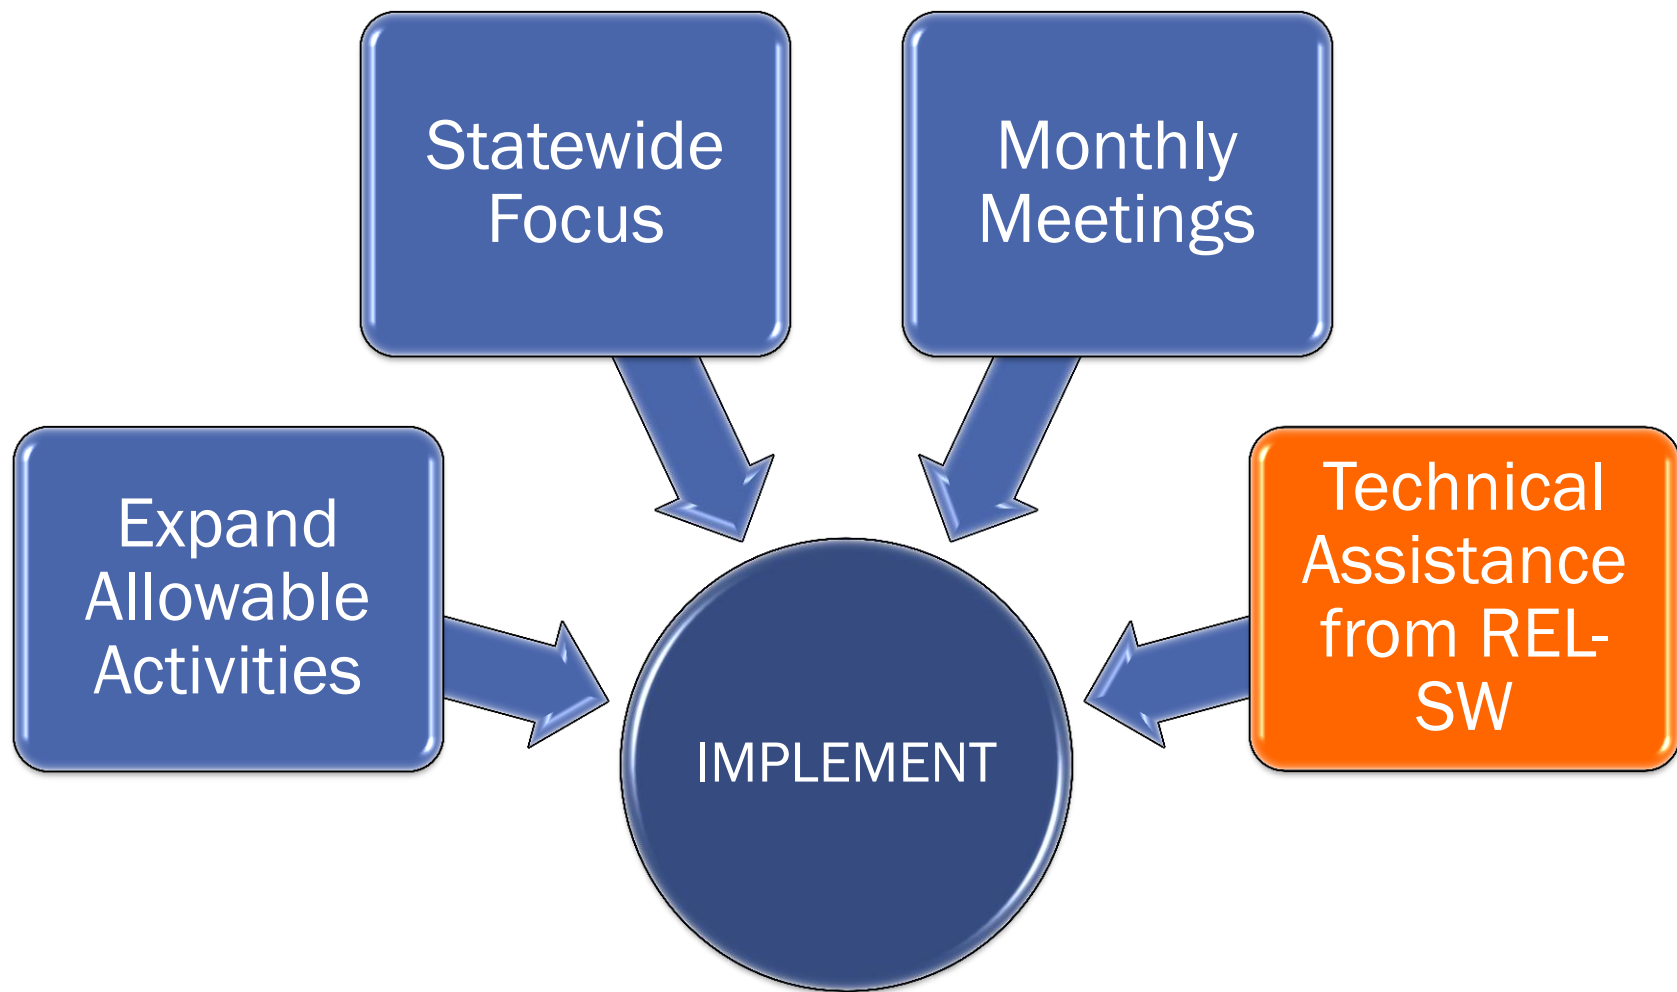 Statewide
Focus
Monthly
Meetings
Expand
Allowable
Activities
Technical
Assistance
from REL-
SW
IMPLEMENT